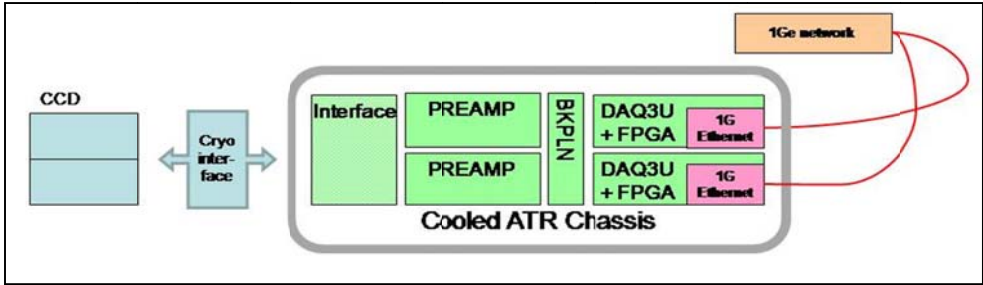 1Ge network
CCD
Cryo
inter-
face
Interface
PREAMP
PREAMP
BKPLN
DAQ3U
+ FPGA
1G
Ethernet
DAQ3U
+ FPGA
1G
Ethernet
Cooled ATR Chassis